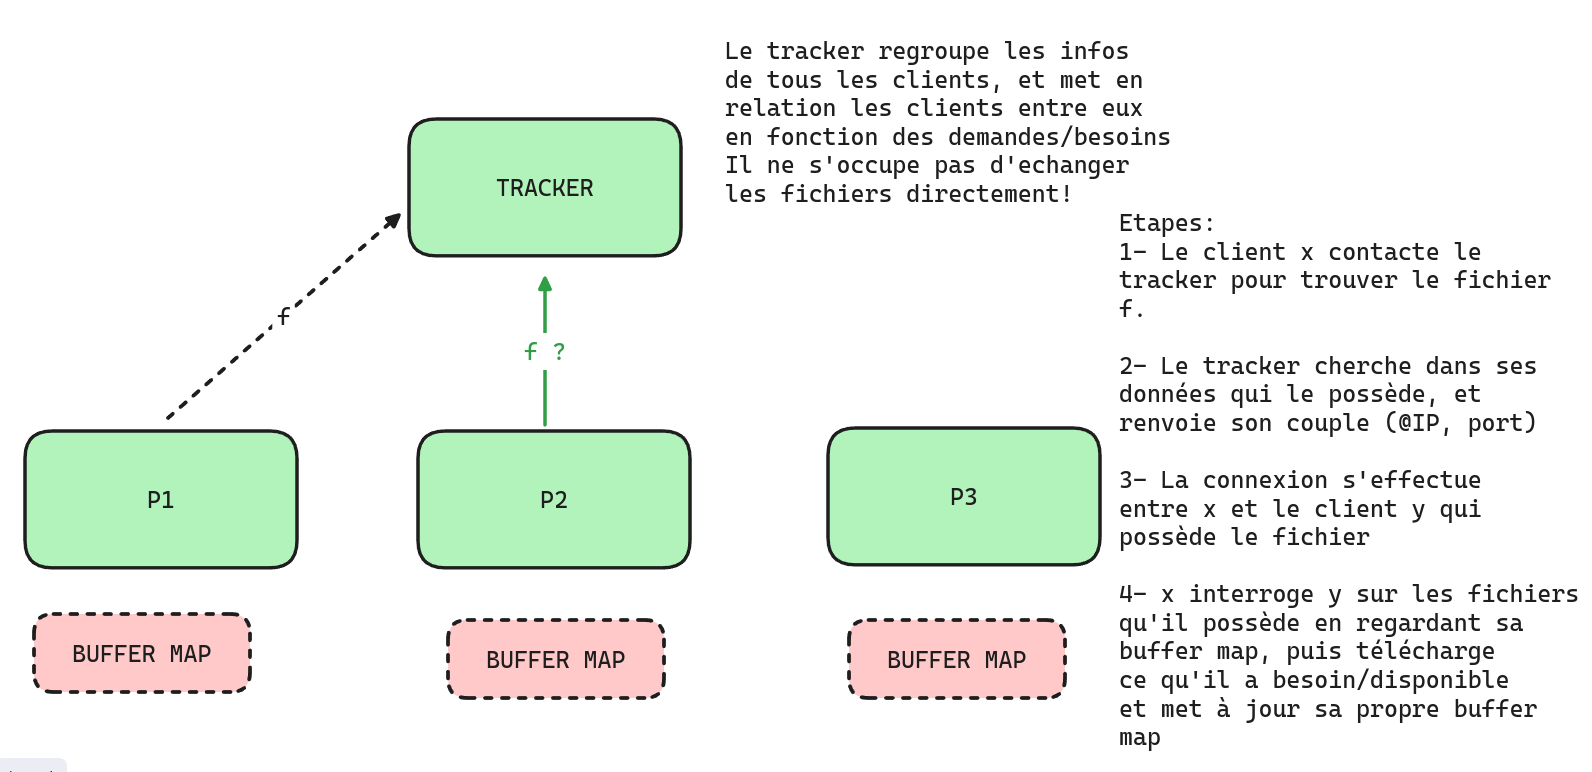 Le tracker regroupe les infos
de tous les clients, et met en
relation les clients entre eux
en fonction des demandes/besoins
Il ne s'occupe pas d'echanger
les fichiers directement!
TRACKER
f
f ?
P1
P2
P3
BUFFER MAP
BUFFER MAP
BUFFER MAP
Etapes:
1- Le client x contacte le
tracker pour trouver le fichier
f.
2- Le tracker cherche dans ses
données qui le possède, et
renvoie son couple (@IP, port)
3- La connexion s'effectue
entre x et le client y qui
possède le fichier
4- x interroge y sur les fichiers
qu'il possède en regardant sa
buffer map, puis télécharge
ce qu'il a besoin/disponible
et met à jour sa propre buffer
map